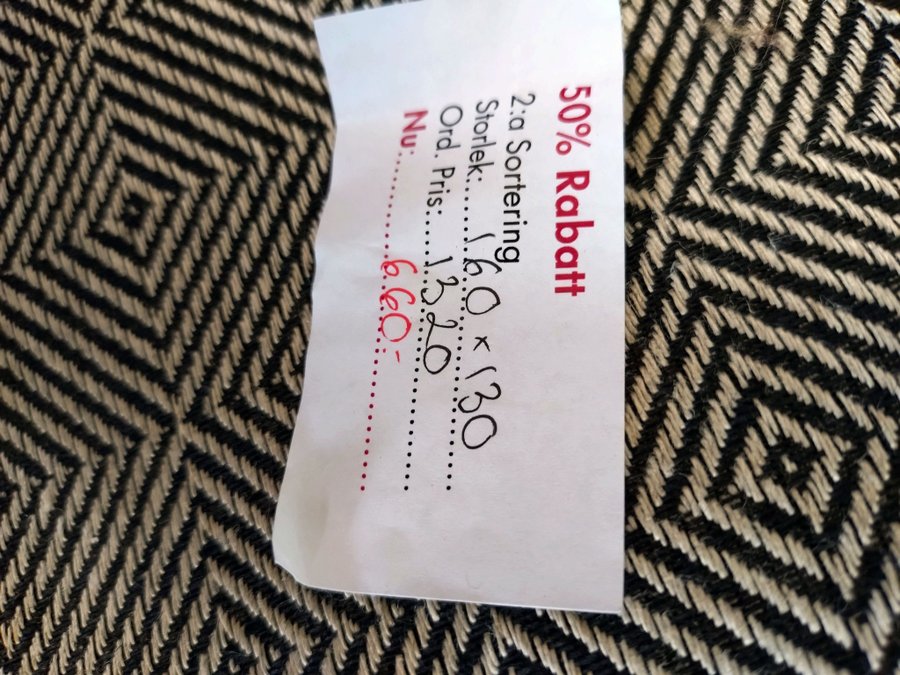 50% Rabatt
2:a Sortering
Storlek: 160 x 130
Ord. Pris: 1320
Nu: 660:-